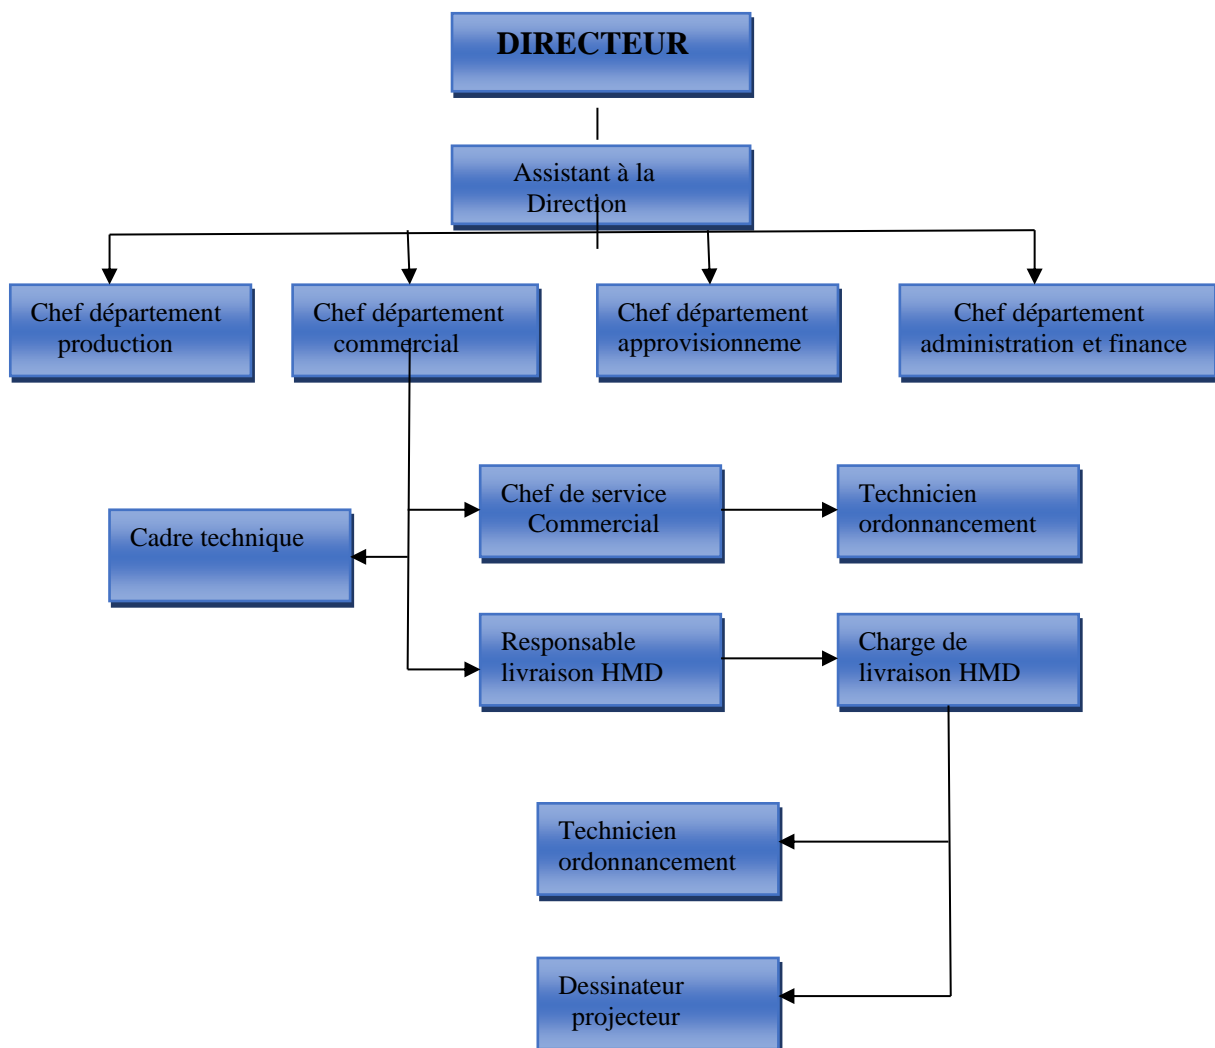 DIRECTEUR
Assistant à la
Direction
Chef département
production
Chef département
commercial
Chef département
approvisionneme
Chef département
administration et finance
Chef de service
Commercial
Technicien
ordonnancement
Cadre technique
Responsable
livraison HMD
Charge de
livraison HMD
Technicien
ordonnancement
Dessinateur
projecteur